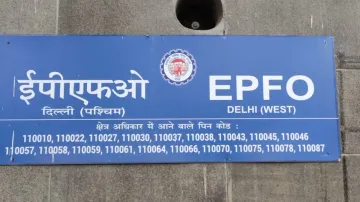 ईपीएफओ EPFO
दिल्ली (पश्चिम) DELHI (WEST)
क्षेत्र अधिकार में आने वाले पिन कोड :
110010, 110022, 110027, 110030, 110037, 110038, 110043, 110045, 110046
110057, 110058, 110059, 110061, 110064, 110066, 110070, 110075, 110078, 110087